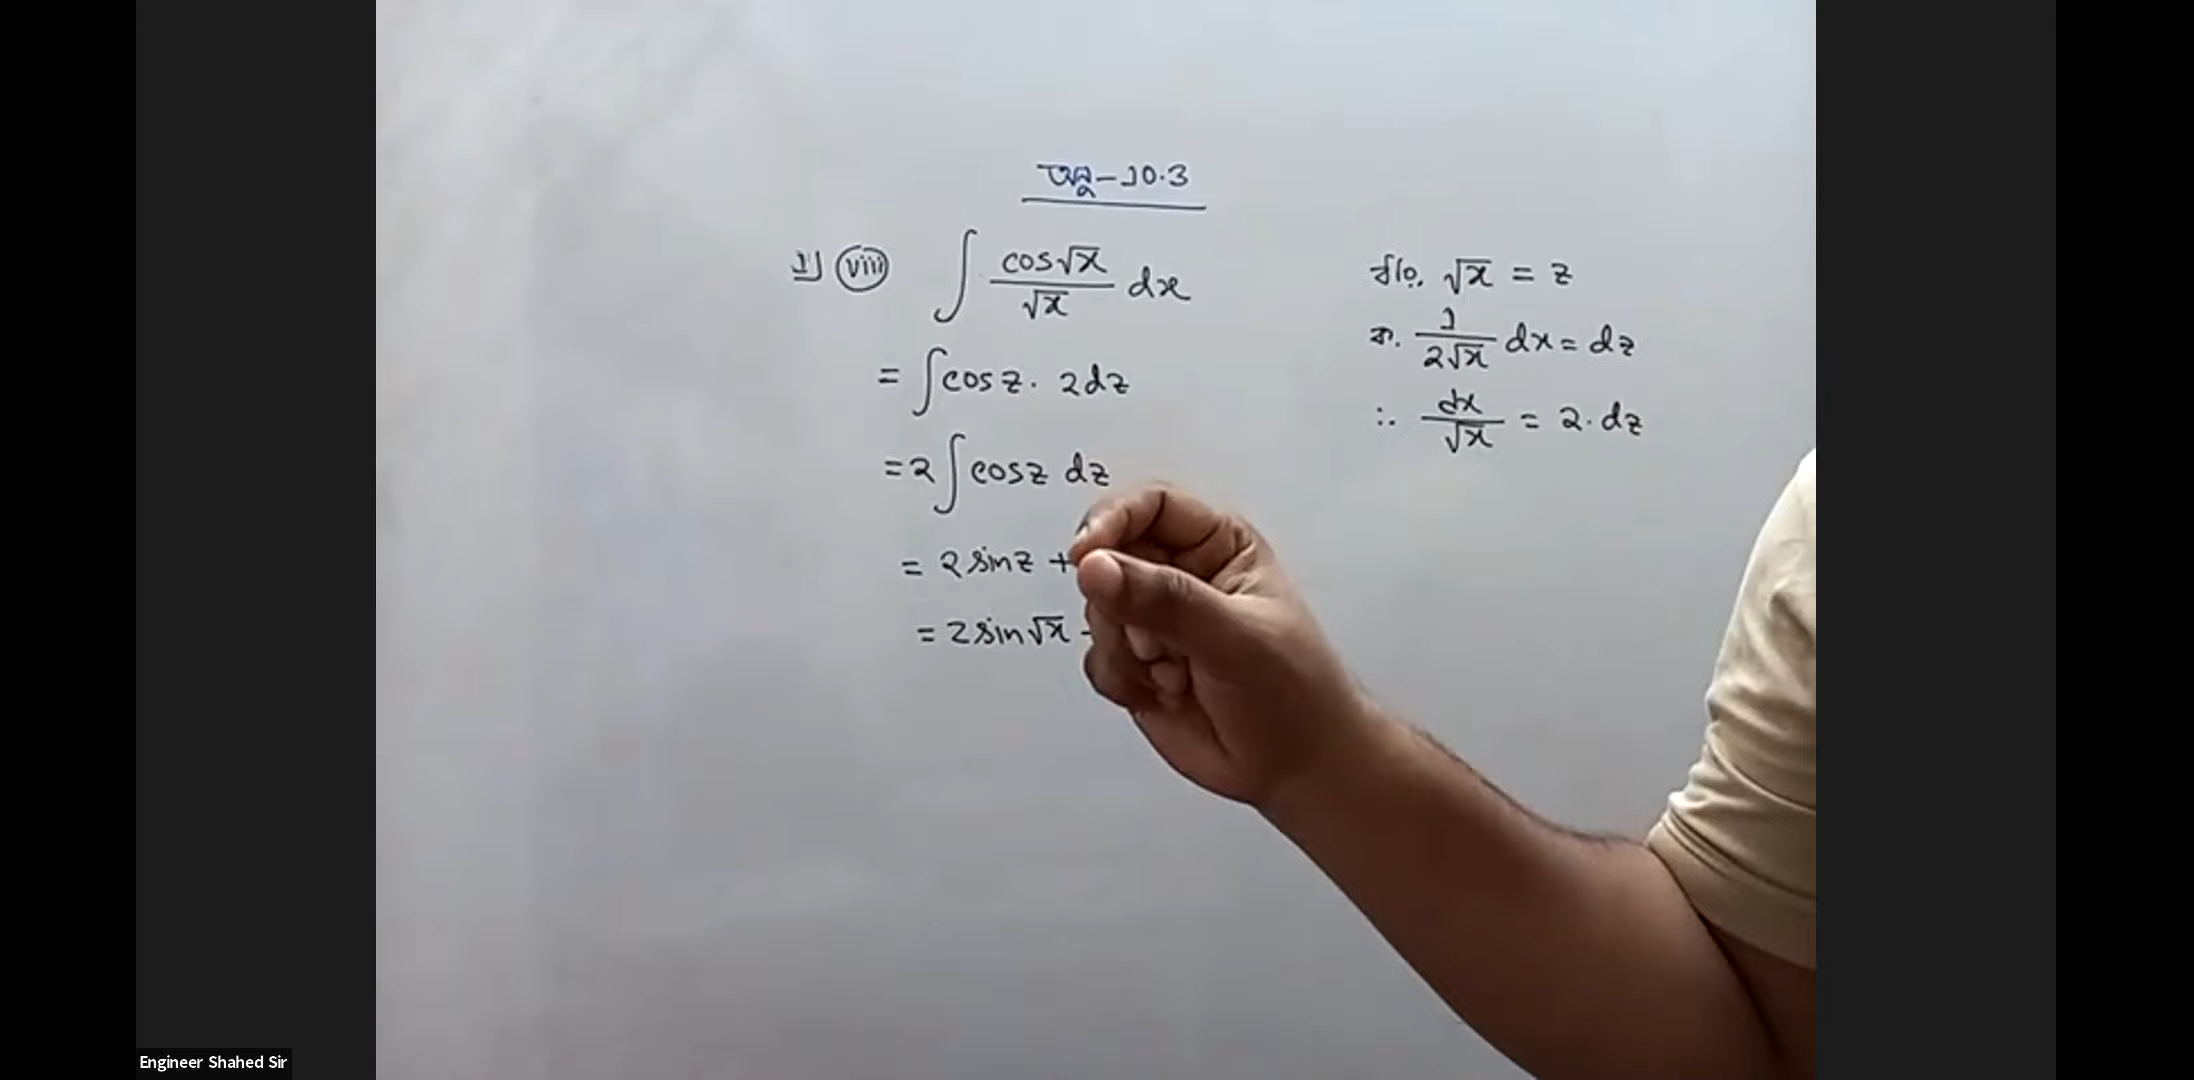 অনু-10.3
1) (viii) ∫ cos√x / √x dx
= ∫ cos z . 2dz
= 2 ∫ cos z dz
= 2 sin z +
= 2 sin √x
ধরি, √x = z
বা. 1 / 2√x dx = dz
∴ dx / √x = 2. dz
Engineer Shahed Sir